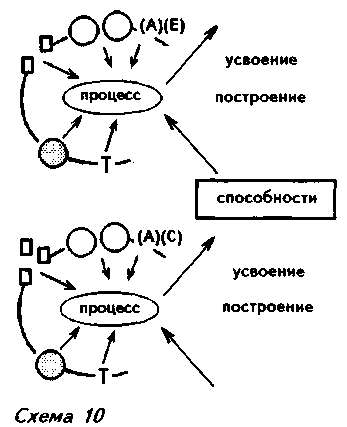 (А)(Е)
усвоение
процесс
построение
Т
способности
(А)(С)
усвоение
процесс
построение
Т
Схема 10